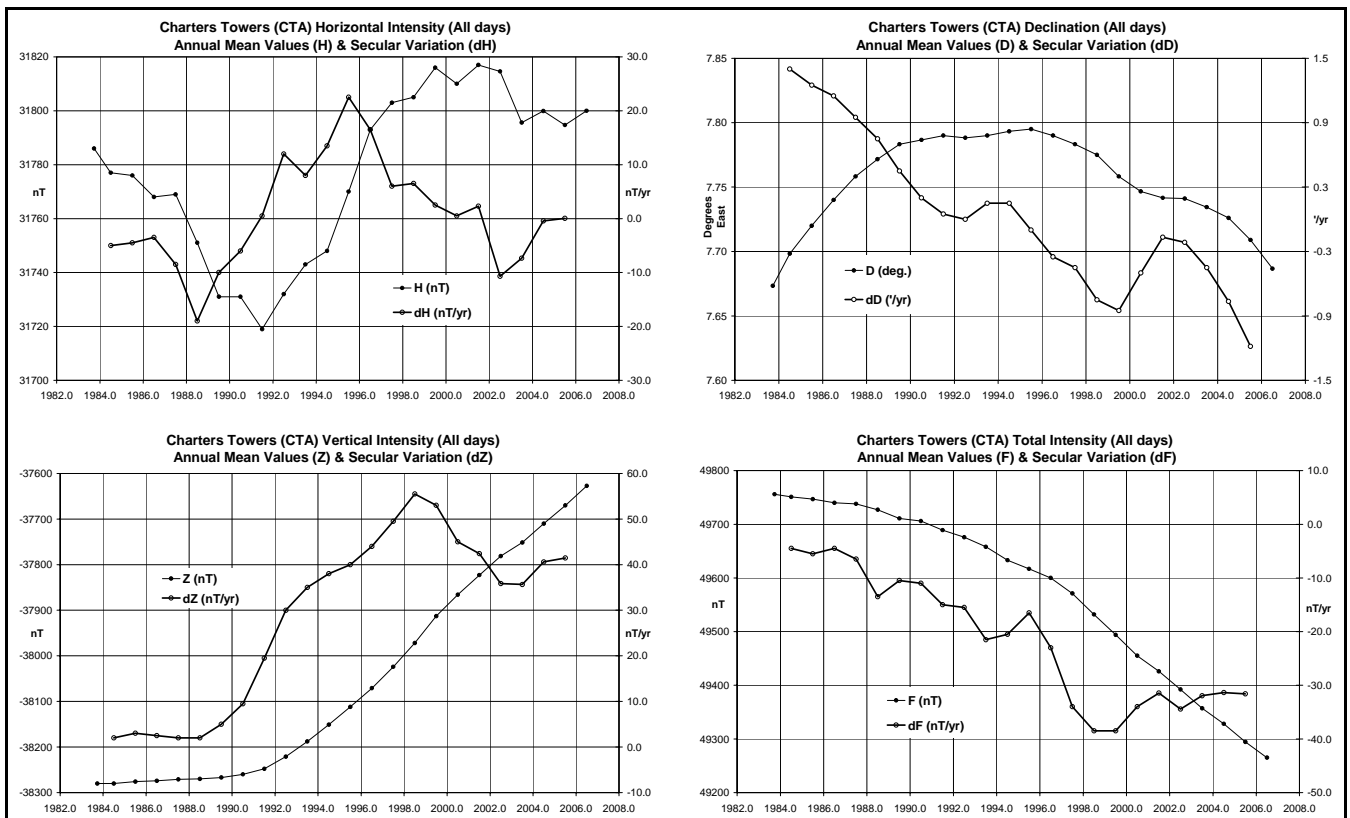 Charters Towers (CTA) Horizontal Intensity (All days)
Annual Mean Values (H) & Secular Variation (dH)
31820
31800
31780
31760
31740
31720
31700
nT
30.0
20.0
10.0
0.0
-10.0
-20.0
-30.0
nT/yr
H (nT)
dH (nT/yr)
1982.0 1984.0 1986.0 1988.0 1990.0 1992.0 1994.0 1996.0 1998.0 2000.0 2002.0 2004.0 2006.0 2008.0
Charters Towers (CTA) Declination (All days)
Annual Mean Values (D) & Secular Variation (dD)
7.85
7.80
7.75
7.70
7.65
7.60
Degrees
East
1.5
0.9
0.3
-0.3
-0.9
-1.5
'/yr
D (deg.)
dD ('/yr)
1982.0 1984.0 1986.0 1988.0 1990.0 1992.0 1994.0 1996.0 1998.0 2000.0 2002.0 2004.0 2006.0 2008.0
Charters Towers (CTA) Vertical Intensity (All days)
Annual Mean Values (Z) & Secular Variation (dZ)
-37600
-37700
-37800
-37900
-38000
-38100
-38200
-38300
nT
60.0
50.0
40.0
30.0
20.0
10.0
0.0
-10.0
nT/yr
Z (nT)
dZ (nT/yr)
1982.0 1984.0 1986.0 1988.0 1990.0 1992.0 1994.0 1996.0 1998.0 2000.0 2002.0 2004.0 2006.0 2008.0
Charters Towers (CTA) Total Intensity (All days)
Annual Mean Values (F) & Secular Variation (dF)
49800
49700
49600
49500
49400
49300
49200
nT
10.0
0.0
-10.0
-20.0
-30.0
-40.0
-50.0
nT/yr
F (nT)
dF (nT/yr)
1982.0 1984.0 1986.0 1988.0 1990.0 1992.0 1994.0 1996.0 1998.0 2000.0 2002.0 2004.0 2006.0 2008.0